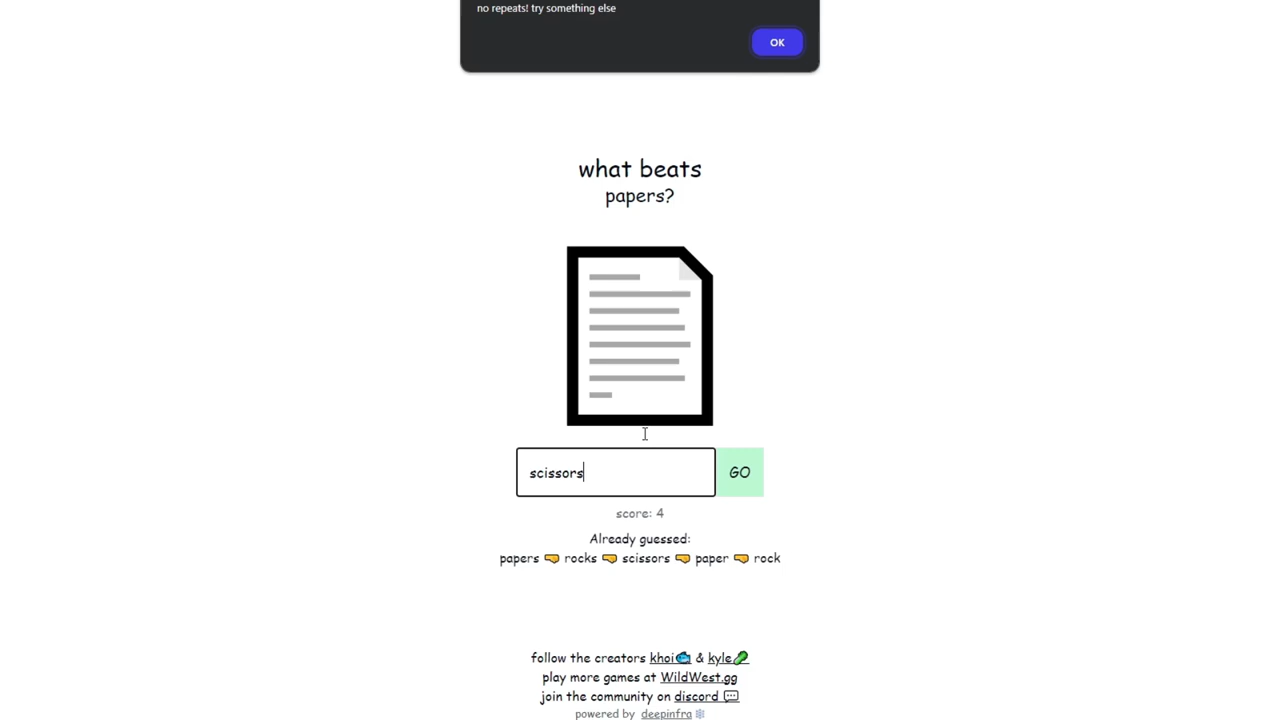 no repeats! try something else
OK
what beats
papers?
scissors
GO
score: 4
Already guessed:
papers 🤜 rocks 🤜 scissors 🤜 paper 🤜 rock
follow the creators khoi🐟 & kyle🥒
play more games at WildWest.gg
join the community on discord 💬
powered by deepinfra ⚛️